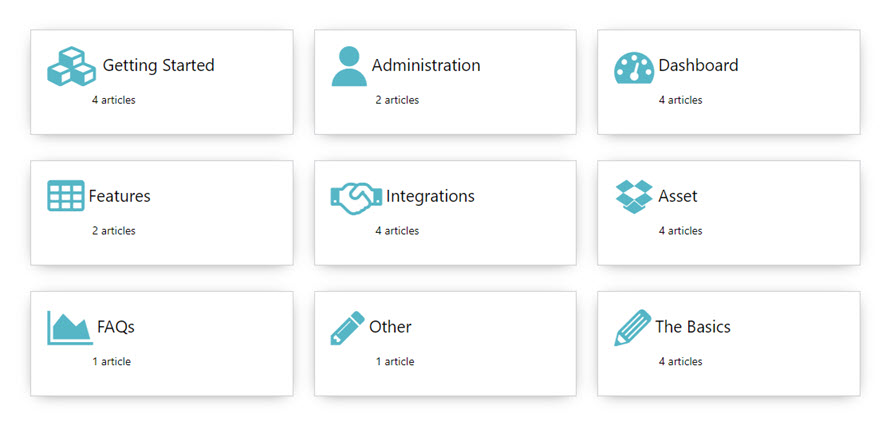 Getting Started
4 articles
Administration
2 articles
Dashboard
4 articles
Features
2 articles
Integrations
4 articles
Asset
4 articles
FAQs
1 article
Other
1 article
The Basics
4 articles